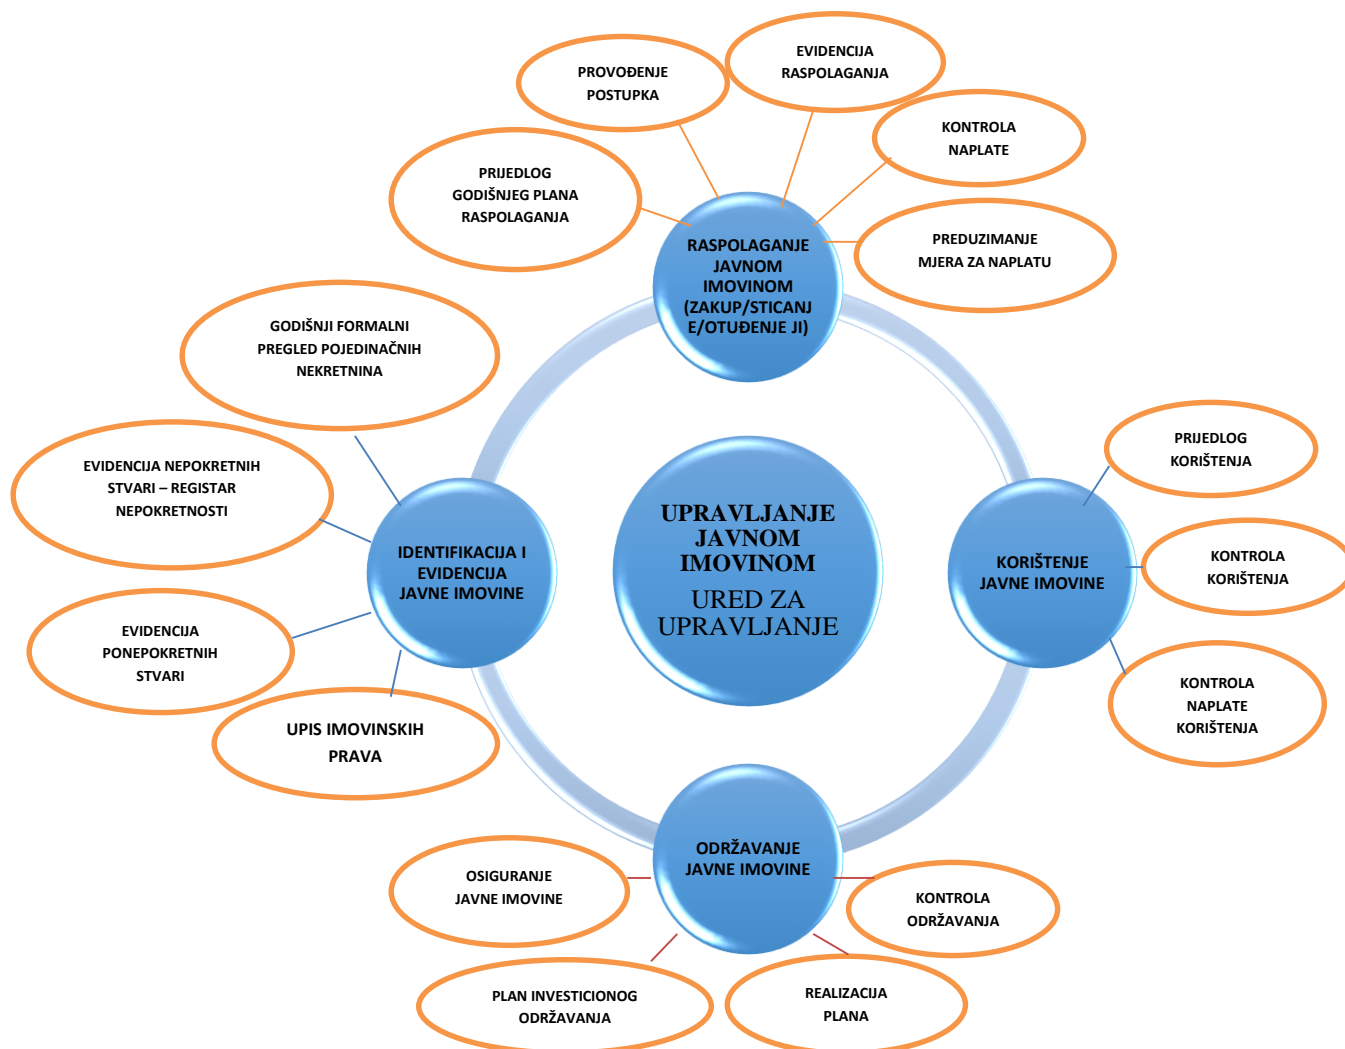 EVIDENCIJA
RASPOLAGANJA
PROVOĐENJE
POSTUPKA
KONTROLA
NAPLATE
PRIJEDLOG
GODIŠNJEG PLANA
RASPOLAGANJA
PREDUZIMANJE
MJERA ZA NAPLATU
RASPOLAGANJE
JAVNOM
IMOVINOM
(ZAKUP/STICANJ
E/OTUĐENJE JI)
GODIŠNJI FORMALNI
PREGLED POJEDINAČNIH
NEKRETNINA
EVIDENCIJA NEPOKRETNIH
STVARI – REGISTAR
NEPOKRETNOSTI
IDENTIFIKACIJA I
EVIDENCIJA
JAVNE IMOVINE
EVIDENCIJA
PONEPOKRETNIH
STVARI
UPIS IMOVINSKIH
PRAVA
UPRAVLJANJE
JAVNOM
IMOVINOM
URED ZA
UPRAVLJANJE
KORIŠTENJE
JAVNE IMOVINE
PRIJEDLOG
KORIŠTENJA
KONTROLA
KORIŠTENJA
KONTROLA
NAPLATE
KORIŠTENJA
ODRŽAVANJE
JAVNE IMOVINE
OSIGURANJE
JAVNE IMOVINE
KONTROLA
ODRŽAVANJA
PLAN INVESTICIONOG
ODRŽAVANJA
REALIZACIJA
PLANA